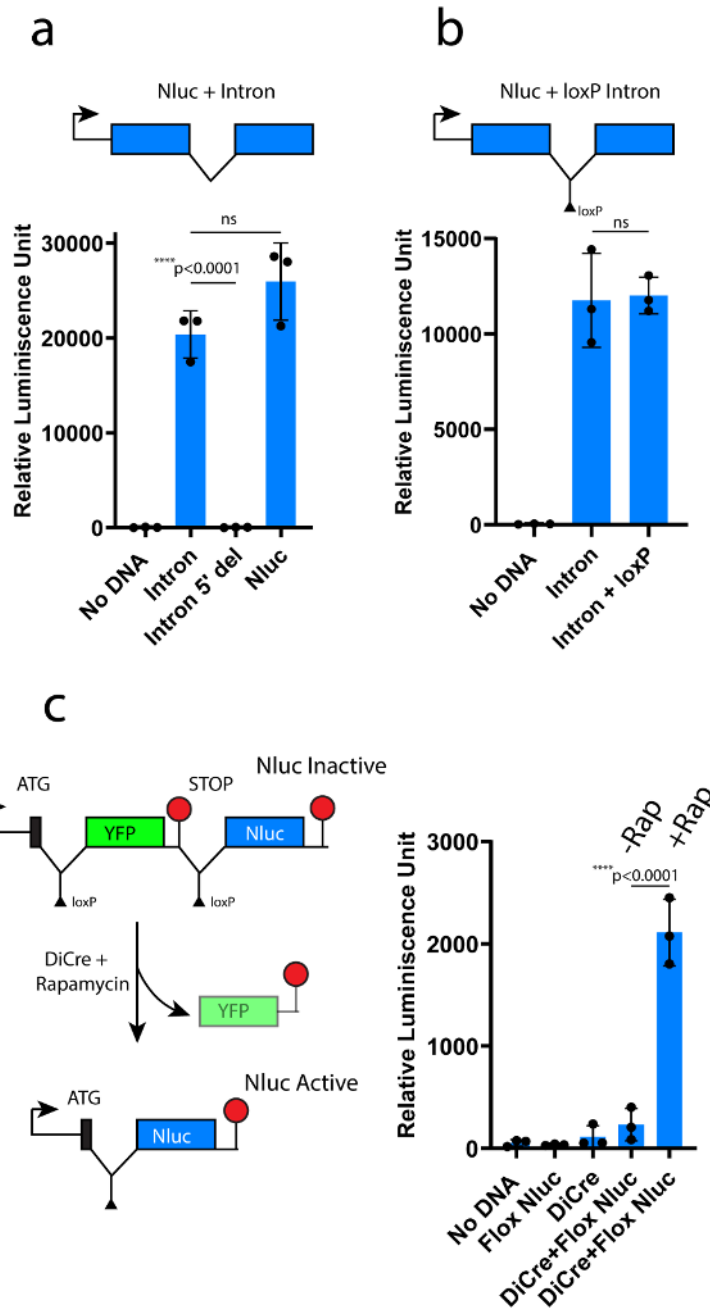 a
Nluc + Intron
ns
****
p<0.0001
Relative Luminiscence Unit
30000
20000
10000
0
No DNA
Intron
Intron 5' del
Nluc
b
Nluc + loxP Intron
loxP
ns
Relative Luminiscence Unit
15000
10000
5000
0
No DNA
Intron
Intron + loxP
c
Nluc Inactive
ATG
STOP
YFP
Nluc
loxP
loxP
DiCre +
Rapamycin
YFP
Nluc Active
ATG
Nluc
-Rap
+Rap
****
p<0.0001
Relative Luminiscence Unit
3000
2000
1000
0
No DNA
Flox Nluc
DiCre
DiCre+Flox Nluc
DiCre+Flox Nluc